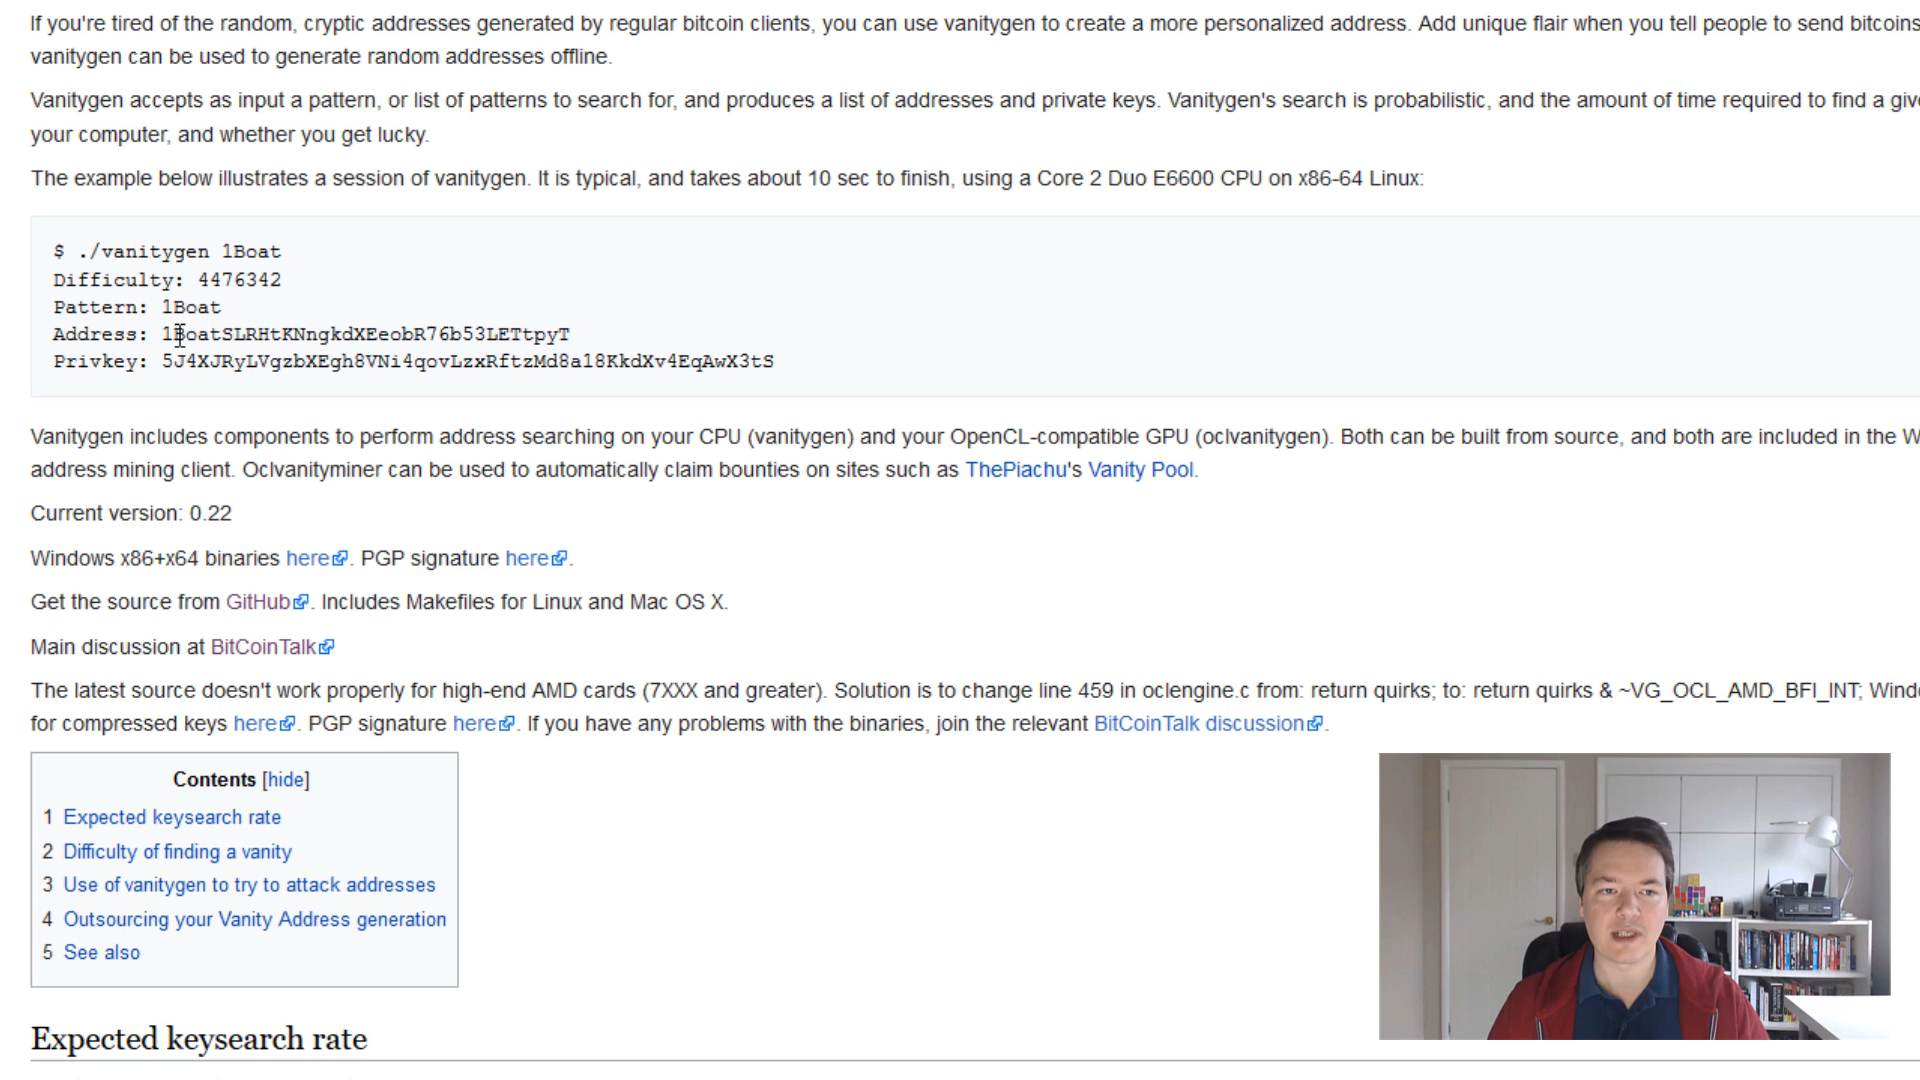 If you're tired of the random, cryptic addresses generated by regular bitcoin clients, you can use vanitygen to create a more personalized address. Add unique flair when you tell people to send bitcoins
vanitygen can be used to generate random addresses offline.
Vanitygen accepts as input a pattern, or list of patterns to search for, and produces a list of addresses and private keys. Vanitygen's search is probabilistic, and the amount of time required to find a giv
your computer, and whether you get lucky.
The example below illustrates a session of vanitygen. It is typical, and takes about 10 sec to finish, using a Core 2 Duo E6600 CPU on x86-64 Linux:
$ ./vanitygen 1Boat
Difficulty: 4476342
Pattern: 1Boat
Address: 1BoatSLRHtKNngkdXEeobR76b53LETtpyT
Privkey: 5J4XJRyLVgzbXEgh8VNi4qovLzxRftzMd8a18KkdXv4EqAwX3tS
Vanitygen includes components to perform address searching on your CPU (vanitygen) and your OpenCL-compatible GPU (oclvanitygen). Both can be built from source, and both are included in the W
address mining client. Oclvanityminer can be used to automatically claim bounties on sites such as ThePiachu's Vanity Pool.
Current version: 0.22
Windows x86+x64 binaries here. PGP signature here.
Get the source from GitHub. Includes Makefiles for Linux and Mac OS X.
Main discussion at BitCoinTalk
The latest source doesn't work properly for high-end AMD cards (7XXX and greater). Solution is to change line 459 in oclengine.c from: return quirks; to: return quirks & ~VG_OCL_AMD_BFI_INT; Windo
for compressed keys here. PGP signature here. If you have any problems with the binaries, join the relevant BitCoinTalk discussion.
Contents [hide]
1 Expected keysearch rate
2 Difficulty of finding a vanity
3 Use of vanitygen to try to attack addresses
4 Outsourcing your Vanity Address generation
5 See also
Expected keysearch rate